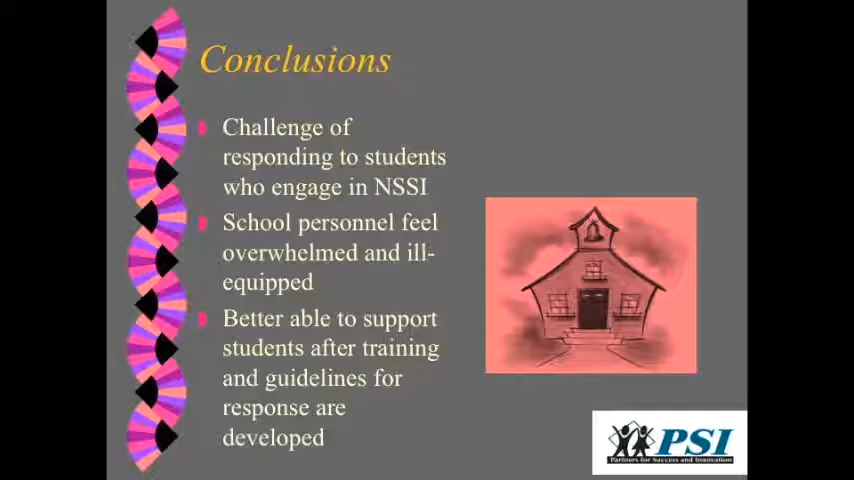 Conclusions
Challenge of
responding to students
who engage in NSSI
School personnel feel
overwhelmed and ill-
equipped
Better able to support
students after training
and guidelines for
response are
developed
PSI
Partners for Success and Innovation